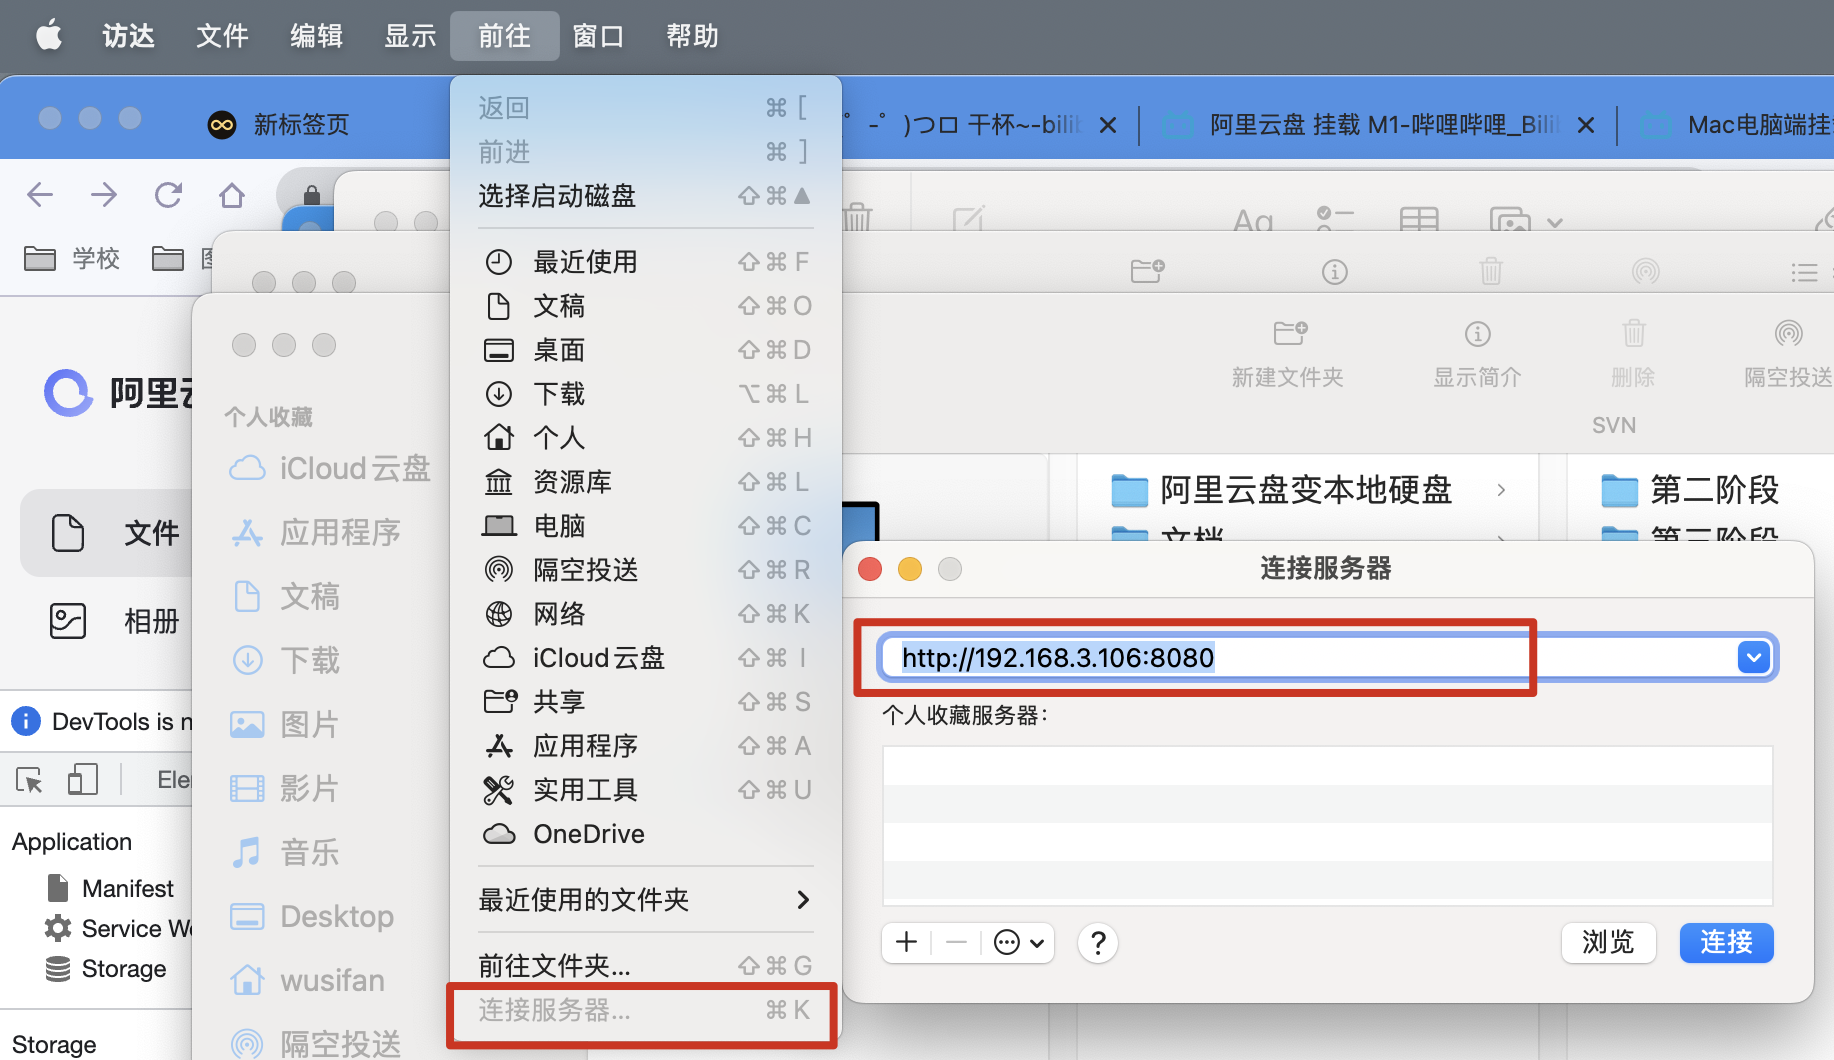 访达 文件 编辑 显示 前往 窗口 帮助
新标签页
)つロ 干杯~-bilib
阿里云盘 挂载 M1-哔哩哔哩_Bilil
Mac电脑端挂
学校
阿里云
文件
相册
DevTools is n
Ele
Application
Manifest
Service Wo
Storage
Storage
个人收藏
iCloud云盘
应用程序
文稿
下载
图片
影片
音乐
Desktop
wusifan
隔空投送
返回 ⌘ [
前进 ⌘ ]
选择启动磁盘 ⇧⌘▲
最近使用 ⇧⌘F
文稿 ⇧⌘O
桌面 ⇧⌘D
下载 ⌥⌘L
个人 ⇧⌘H
资源库 ⇧⌘L
电脑 ⇧⌘C
隔空投送 ⇧⌘R
网络 ⇧⌘K
iCloud云盘 ⇧⌘I
共享 ⇧⌘S
应用程序 ⇧⌘A
实用工具 ⇧⌘U
OneDrive
最近使用的文件夹
前往文件夹... ⇧⌘G
连接服务器... ⌘K
Aa
新建文件夹 显示简介 删除 隔空投送
SVN
阿里云盘变本地硬盘
文档
第二阶段
第三阶段
连接服务器
http://192.168.3.106:8080
个人收藏服务器:
?
浏览 连接